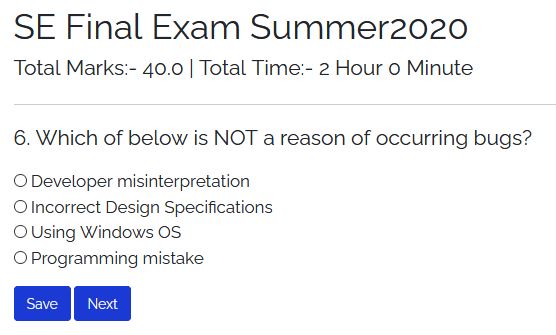 SE Final Exam Summer2020
Total Marks:- 40.0 | Total Time:- 2 Hour 0 Minute
6. Which of below is NOT a reason of occurring bugs?
Developer misinterpretation
Incorrect Design Specifications
Using Windows OS
Programming mistake
Save Next